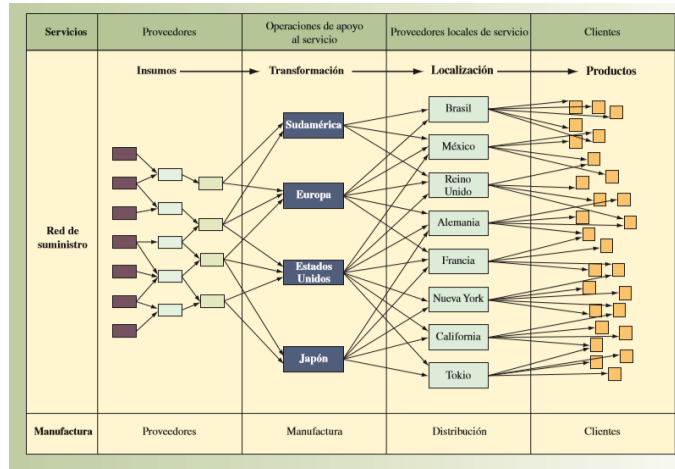 Servicios
Proveedores
Operaciones de apoyo
al servicio
Proveedores locales de servicio
Clientes
Insumos
Transformación
Localización
Productos
Red de
suministro
Sudamérica
Europa
Estados
Unidos
Japón
Brasil
México
Reino
Unido
Alemania
Francia
Nueva York
California
Tokio
Manufactura
Proveedores
Manufactura
Distribución
Clientes